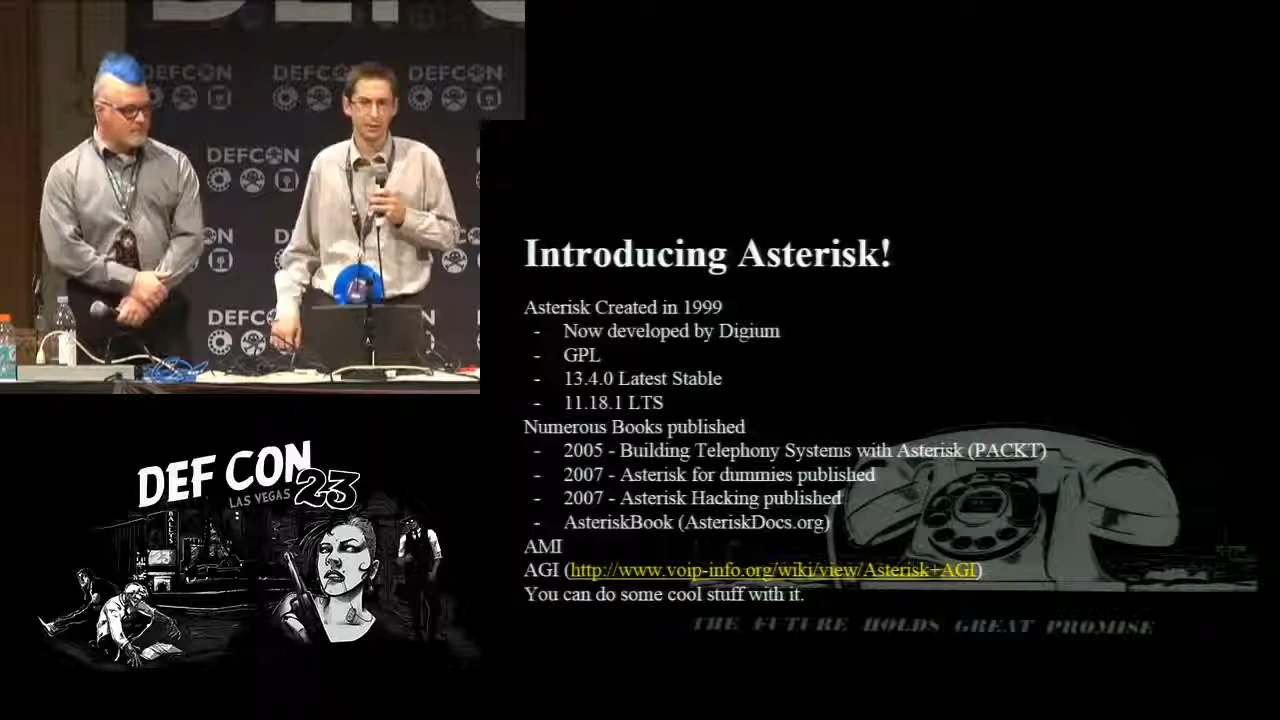 DEFCON
DEFCON
DEFCON
DEFCON
DEFC
Introducing Asterisk!
Asterisk Created in 1999
- Now developed by Digium
- GPL
- 13.4.0 Latest Stable
- 11.18.1 LTS
Numerous Books published
- 2005 - Building Telephony Systems with Asterisk (PACKT)
- 2007 - Asterisk for dummies published
- 2007 - Asterisk Hacking published
- AsteriskBook (AsteriskDocs.org)
AMI
AGI (http://www.voip-info.org/wiki/view/Asterisk+AGI)
You can do some cool stuff with it.
THE FUTURE HOLDS GREAT PROMISE
DEF CON
LAS VEGAS 23
BALLYS